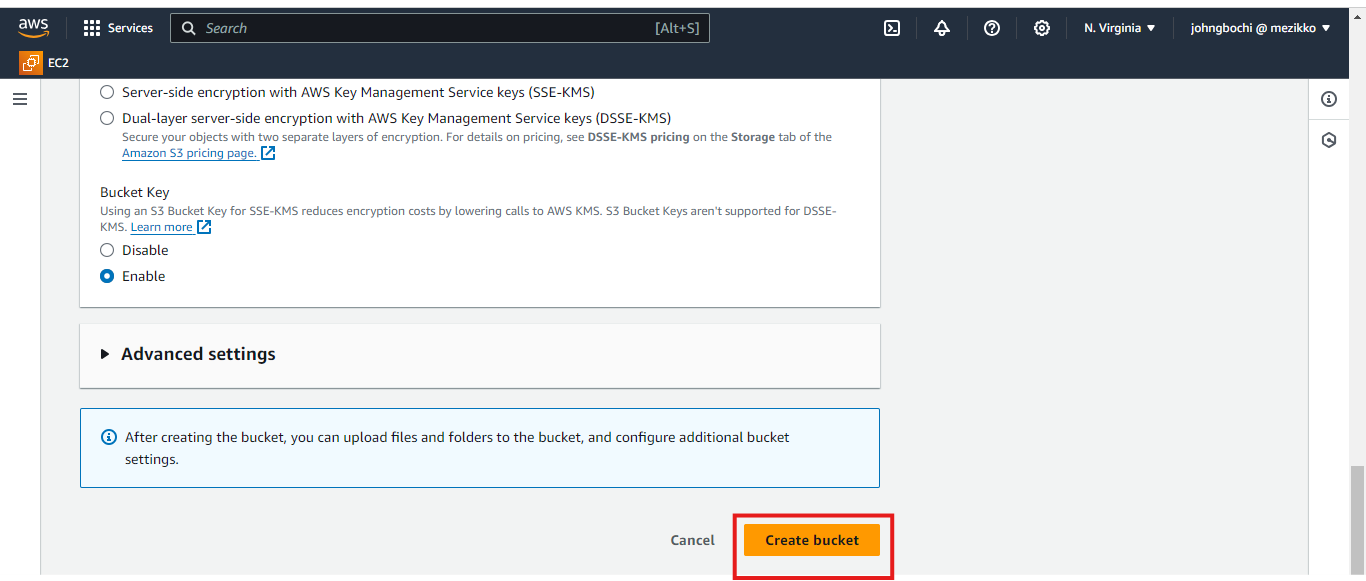 aws
Services
Search
[Alt+S]
N. Virginia
johngbochi @ mezikko
EC2
Server-side encryption with AWS Key Management Service keys (SSE-KMS)
Dual-layer server-side encryption with AWS Key Management Service keys (DSSE-KMS)
Secure your objects with two separate layers of encryption. For details on pricing, see DSSE-KMS pricing on the Storage tab of the
Amazon S3 pricing page.
Bucket Key
Using an S3 Bucket Key for SSE-KMS reduces encryption costs by lowering calls to AWS KMS. S3 Bucket Keys aren't supported for DSSE-
KMS. Learn more
Disable
Enable
Advanced settings
After creating the bucket, you can upload files and folders to the bucket, and configure additional bucket
settings.
Cancel
Create bucket